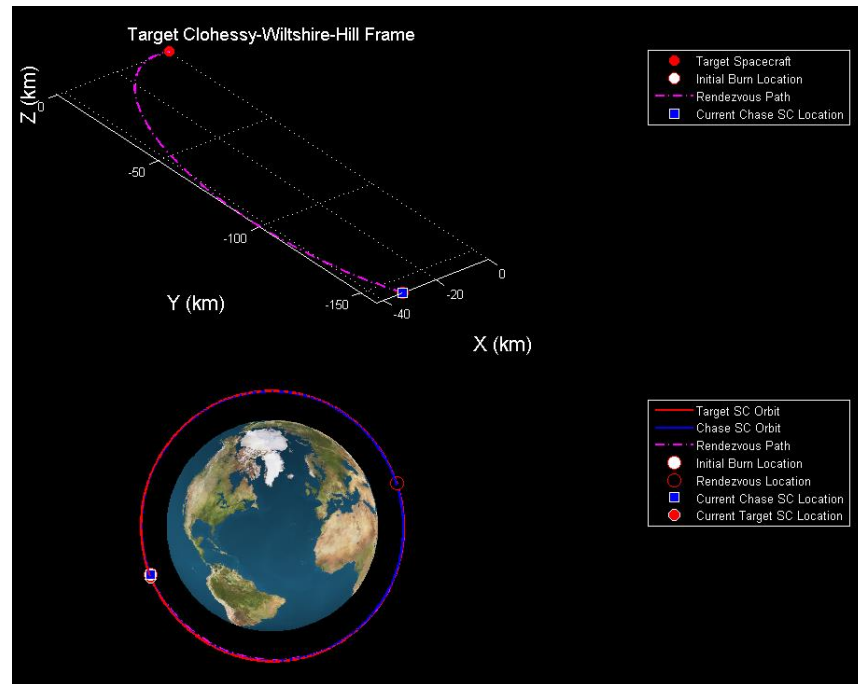 Target Clohessy-Wiltshire-Hill Frame
Target Spacecraft
Initial Burn Location
Rendezvous Path
Current Chase SC Location
Z (km)
0
-50
-100
-150
Y (km)
0
-20
-40
X (km)
Target SC Orbit
Chase SC Orbit
Rendezvous Path
Initial Burn Location
Rendezvous Location
Current Chase SC Location
Current Target SC Location